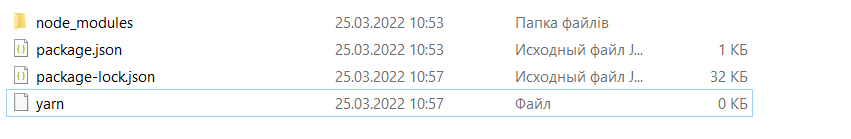 node_modules 25.03.2022 10:53 Папка файлів
package.json 25.03.2022 10:53 Исходный файл J... 1 КБ
package-lock.json 25.03.2022 10:57 Исходный файл J... 32 КБ
yarn 25.03.2022 10:57 Файл 0 КБ